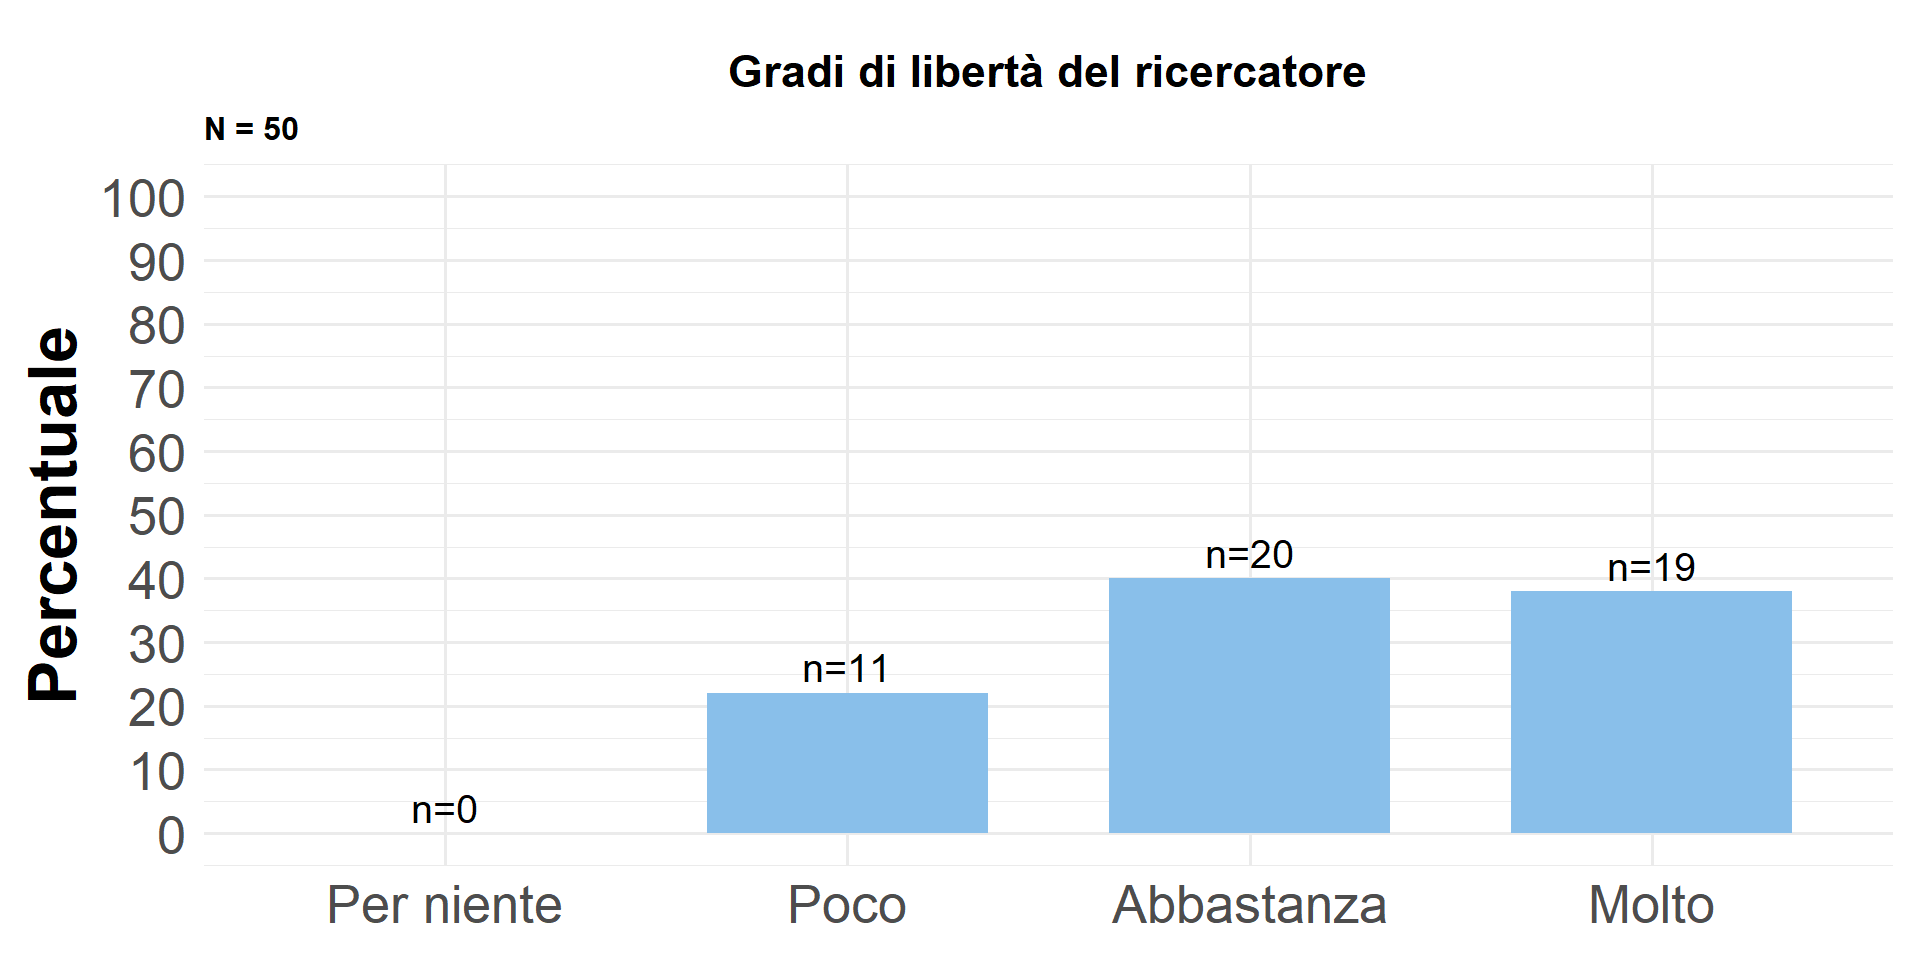 Gradi di libertà del ricercatore
N = 50
Percentuale
100
90
80
70
60
50
40
30
20
10
0
n=0
n=11
n=20
n=19
Per niente
Poco
Abbastanza
Molto